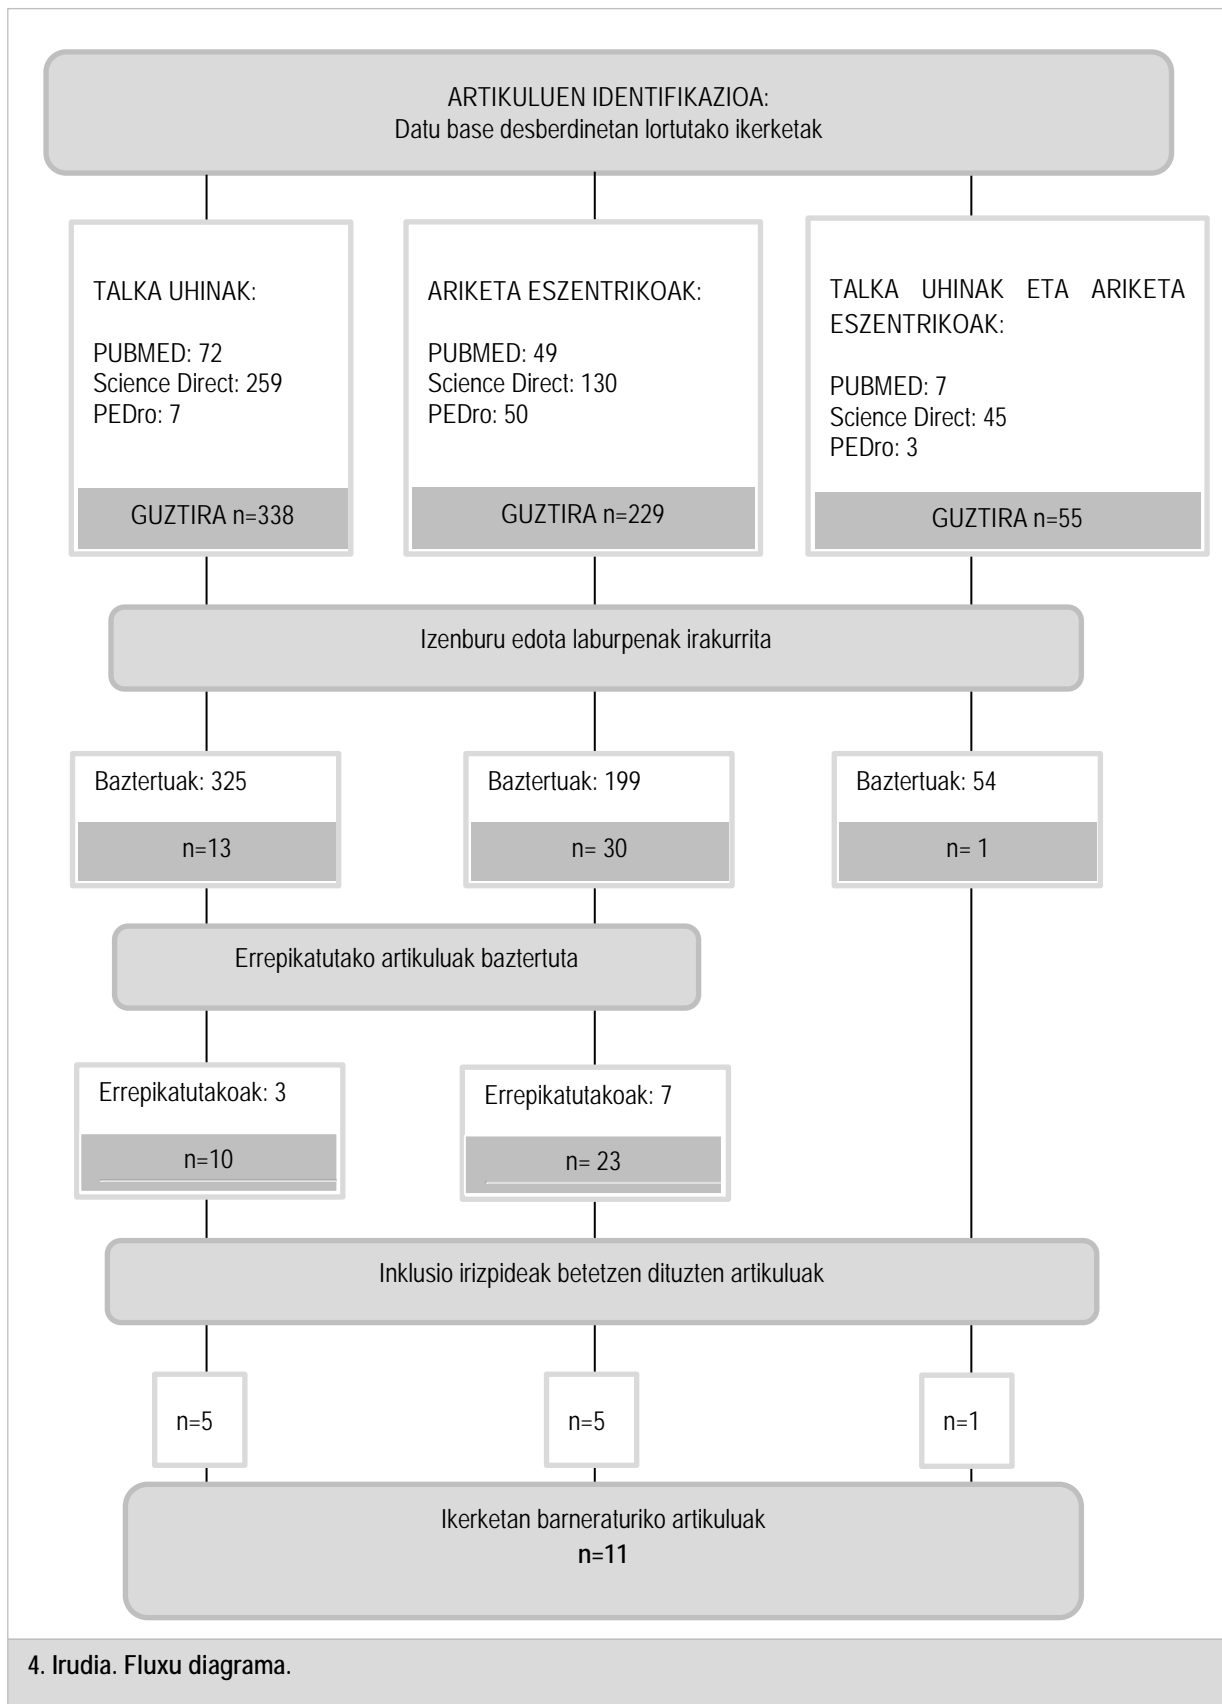 ARTIKULUEN IDENTIFIKAZIOA:
Datu base desberdinetan lortutako ikerketak
TALKA UHINAK:
PUBMED: 72
Science Direct: 259
PEDro: 7
GUZTIRA n=338
ARIKETA ESZENTRIKOAK:
PUBMED: 49
Science Direct: 130
PEDro: 50
GUZTIRA n=229
TALKA UHINAK ETA ARIKETA
ESZENTRIKOAK:
PUBMED: 7
Science Direct: 45
PEDro: 3
GUZTIRA n=55
Izenburu edota laburpenak irakurrita
Baztertuak: 325
n=13
Baztertuak: 199
n= 30
Baztertuak: 54
n= 1
Errepikatutako artikuluak baztertuta
Errepikatutakoak: 3
n=10
Errepikatutakoak: 7
n= 23
Inklusio irizpideak betetzen dituzten artikuluak
n=5
n=5
n=1
Ikerketan barneraturiko artikuluak
n=11
4. Irudia. Fluxu diagrama.